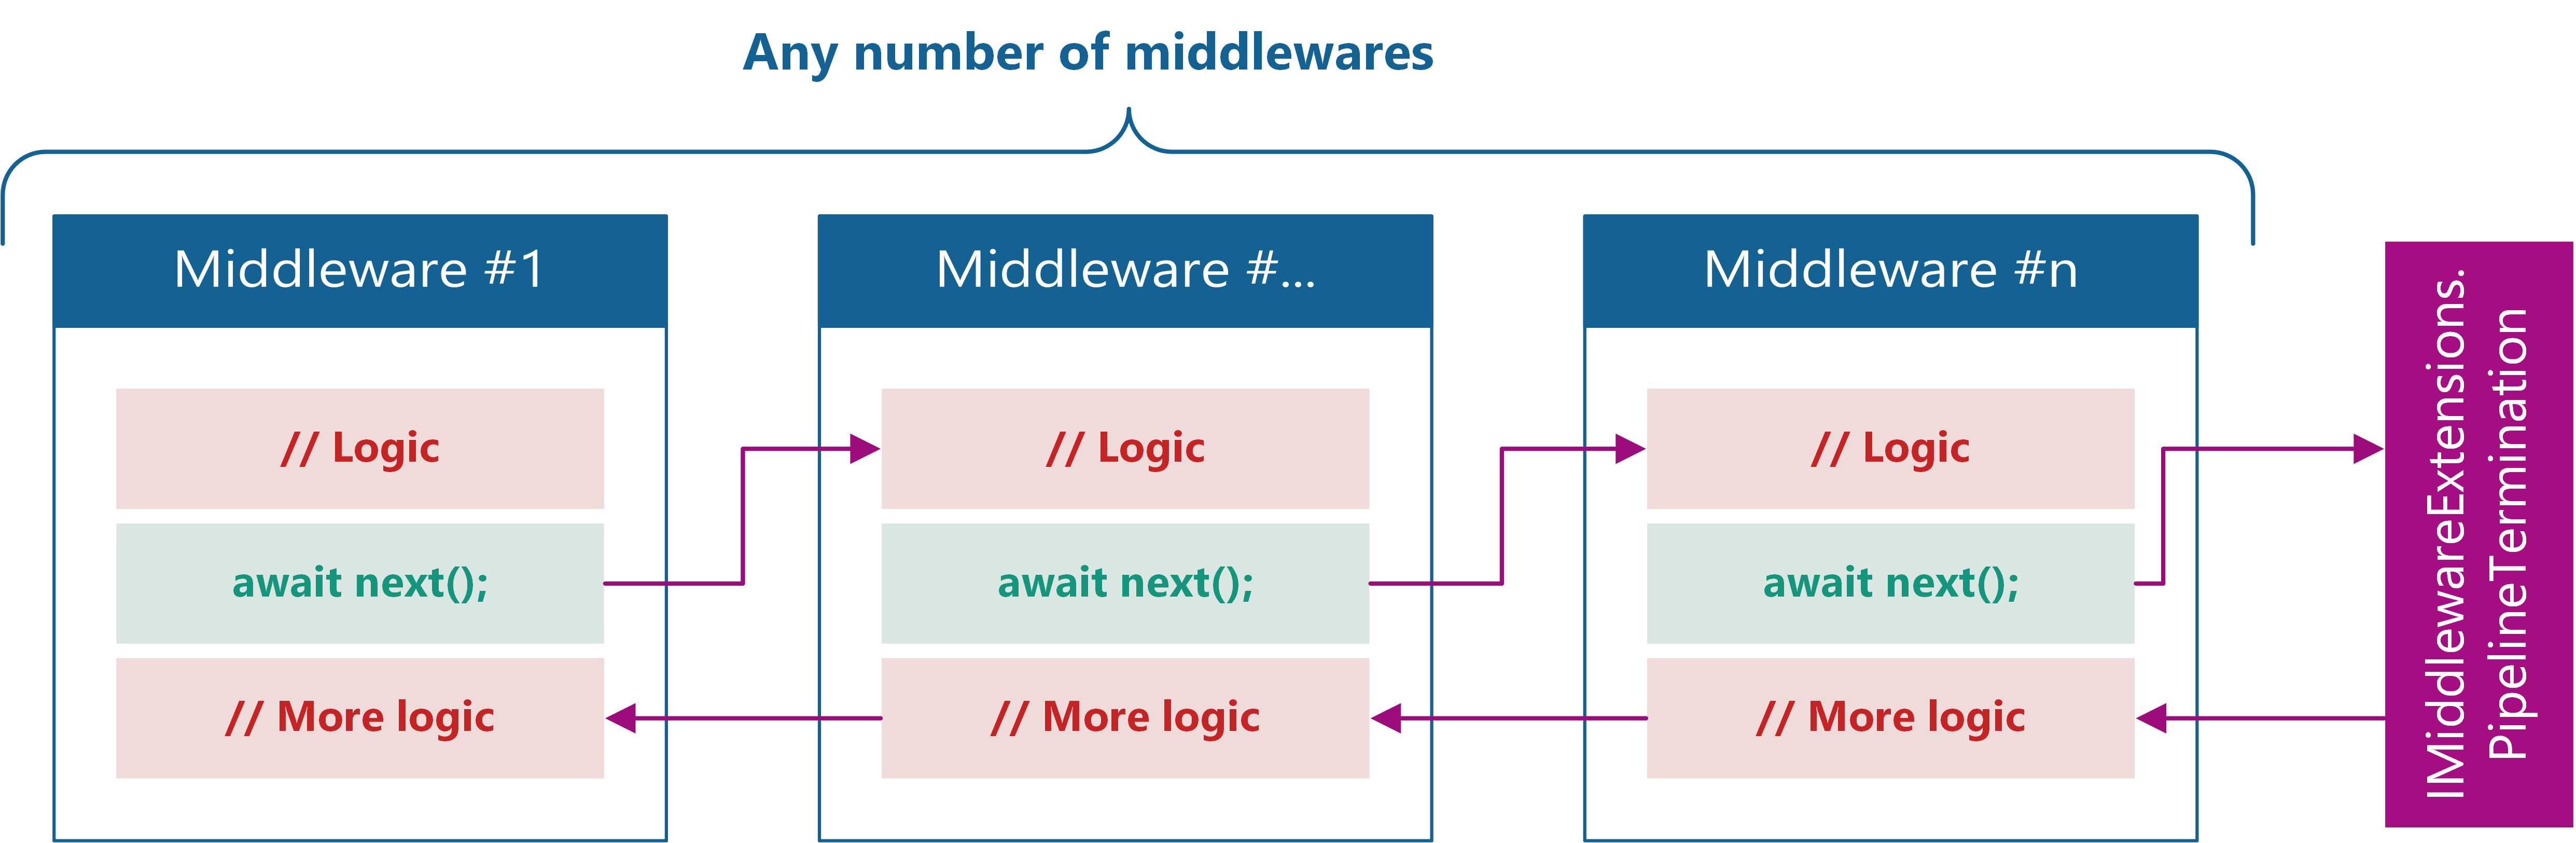 Any number of middlewares
Middleware #1
// Logic
await next();
// More logic
Middleware #...
// Logic
await next();
// More logic
Middleware #n
// Logic
await next();
// More logic
IMiddlewareExtensions.
PipelineTermination